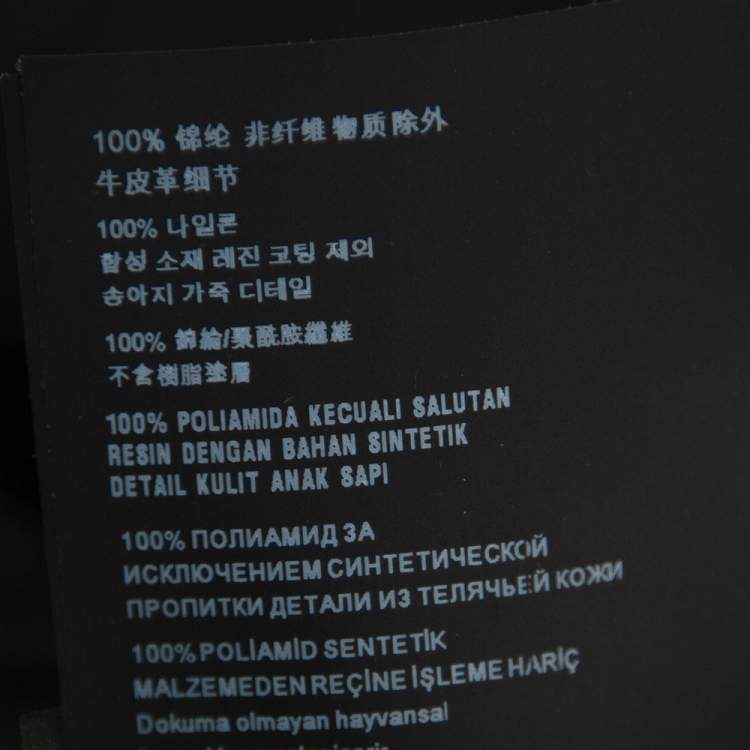 100% 锦纶 非纤维物质除外
牛皮革细节
100% 나일론
합성 소재 레진 코팅 제외
송아지 가죽 디테일
100% 錦綸/聚酰胺纖維
不含樹脂塗層
100% POLIAMIDA KECUALI SALUTAN
RESIN DENGAN BAHAN SINTETIK
DETAIL KULIT ANAK SAPI
100% ПОЛИАМИД ЗА
ИСКЛЮЧЕНИЕМ СИНТЕТИЧЕСКОЙ
ПРОПИТКИ ДЕТАЛИ ИЗ ТЕЛЯЧЬЕЙ КОЖИ
100% POLİAMİD SENTETİK
MALZEMEDEN REÇİNE İŞLEME HARİÇ
Dokuma olmayan hayvansal